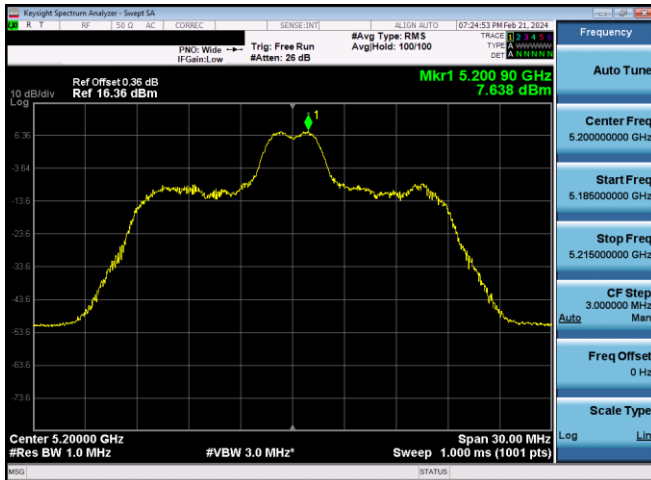 Keysight Spectrum Analyzer - Swept SA
R T RF 50 Ω AC CORREC SENSE:INT ALIGN AUTO 07:24:53 PM Feb 21, 2024
PNO: Wide
IFGain:Low
Trig: Free Run
#Atten: 26 dB
#Avg Type: RMS
Avg|Hold: 100/100
TRACE 1 2 3 4 5 6
TYPE A WWWWW
DET A N N N N N
Mkr1 5.200 90 GHz
7.638 dBm
Ref Offset 0.36 dB
Ref 16.36 dBm
10 dB/div
Log
1
6.36
-3.64
-13.6
-23.6
-33.6
-43.6
-53.6
-63.6
-73.6
Center 5.20000 GHz
Span 30.00 MHz
#Res BW 1.0 MHz
#VBW 3.0 MHz*
Sweep 1.000 ms (1001 pts)
MSG
STATUS
Frequency
Auto Tune
Center Freq
5.200000000 GHz
Start Freq
5.185000000 GHz
Stop Freq
5.215000000 GHz
CF Step
3.000000 MHz
Auto Man
Freq Offset
0 Hz
Scale Type
Log Lin